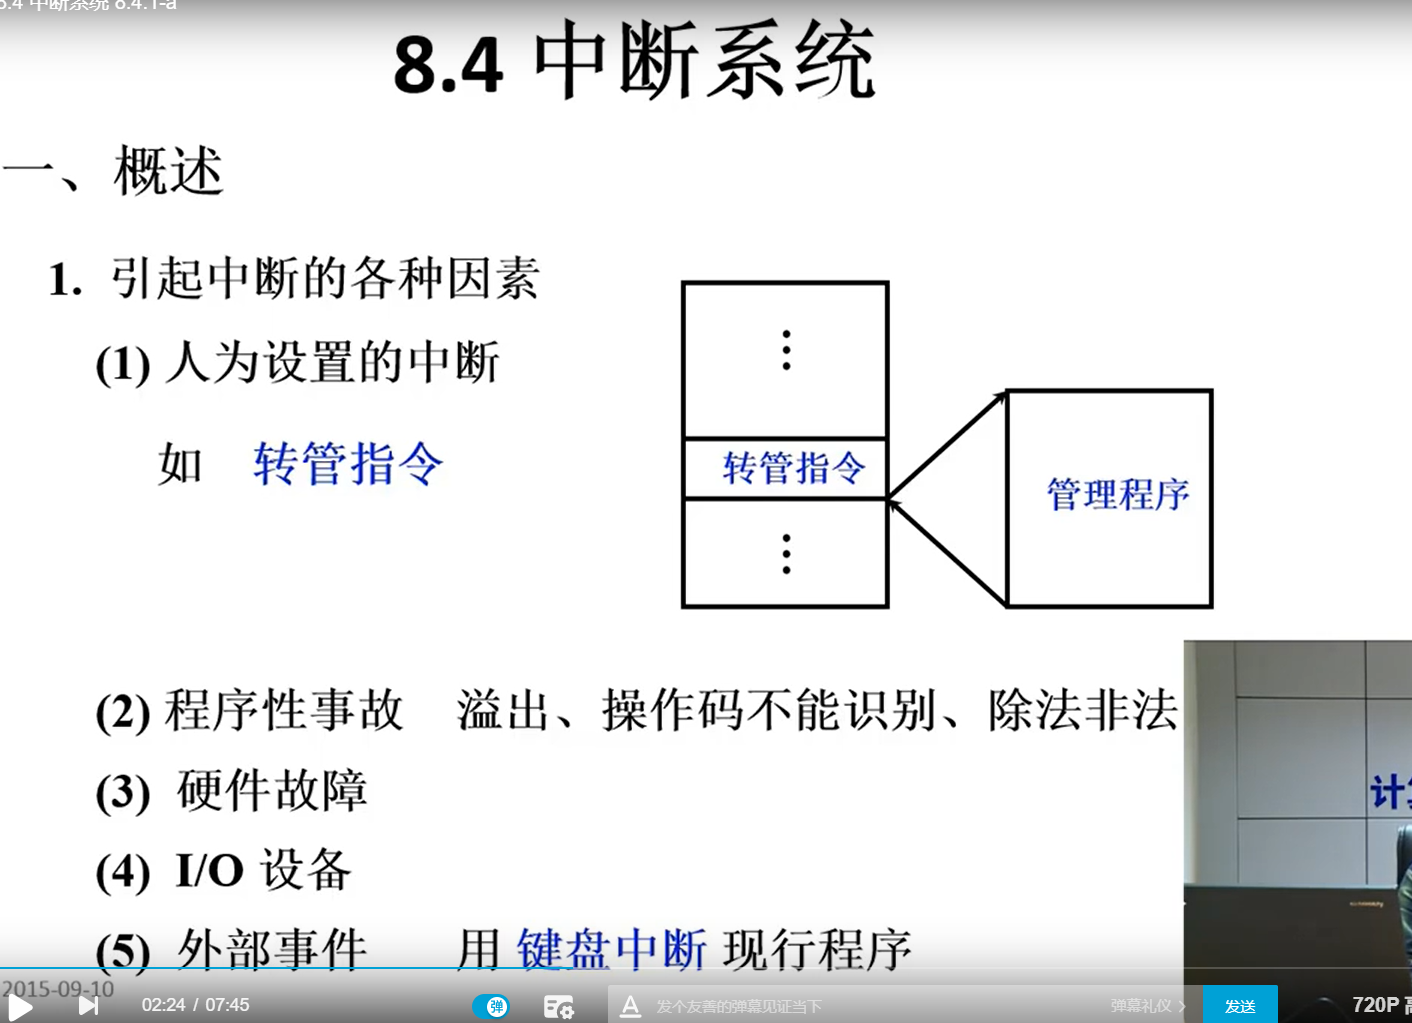 8.4 中断系统 8.4.1-a
8.4 中断系统
一、概述
1. 引起中断的各种因素
(1) 人为设置的中断
如 转管指令
⋮
转管指令
⋮
管理程序
(2) 程序性事故 溢出、操作码不能识别、除法非法
(3) 硬件故障
(4) I/O 设备
(5) 外部事件 用 键盘中断 现行程序
计
2015-09-10
02:24 / 07:45
弹
A 发个友善的弹幕见证当下
弹幕礼仪 >
发送
720P 高